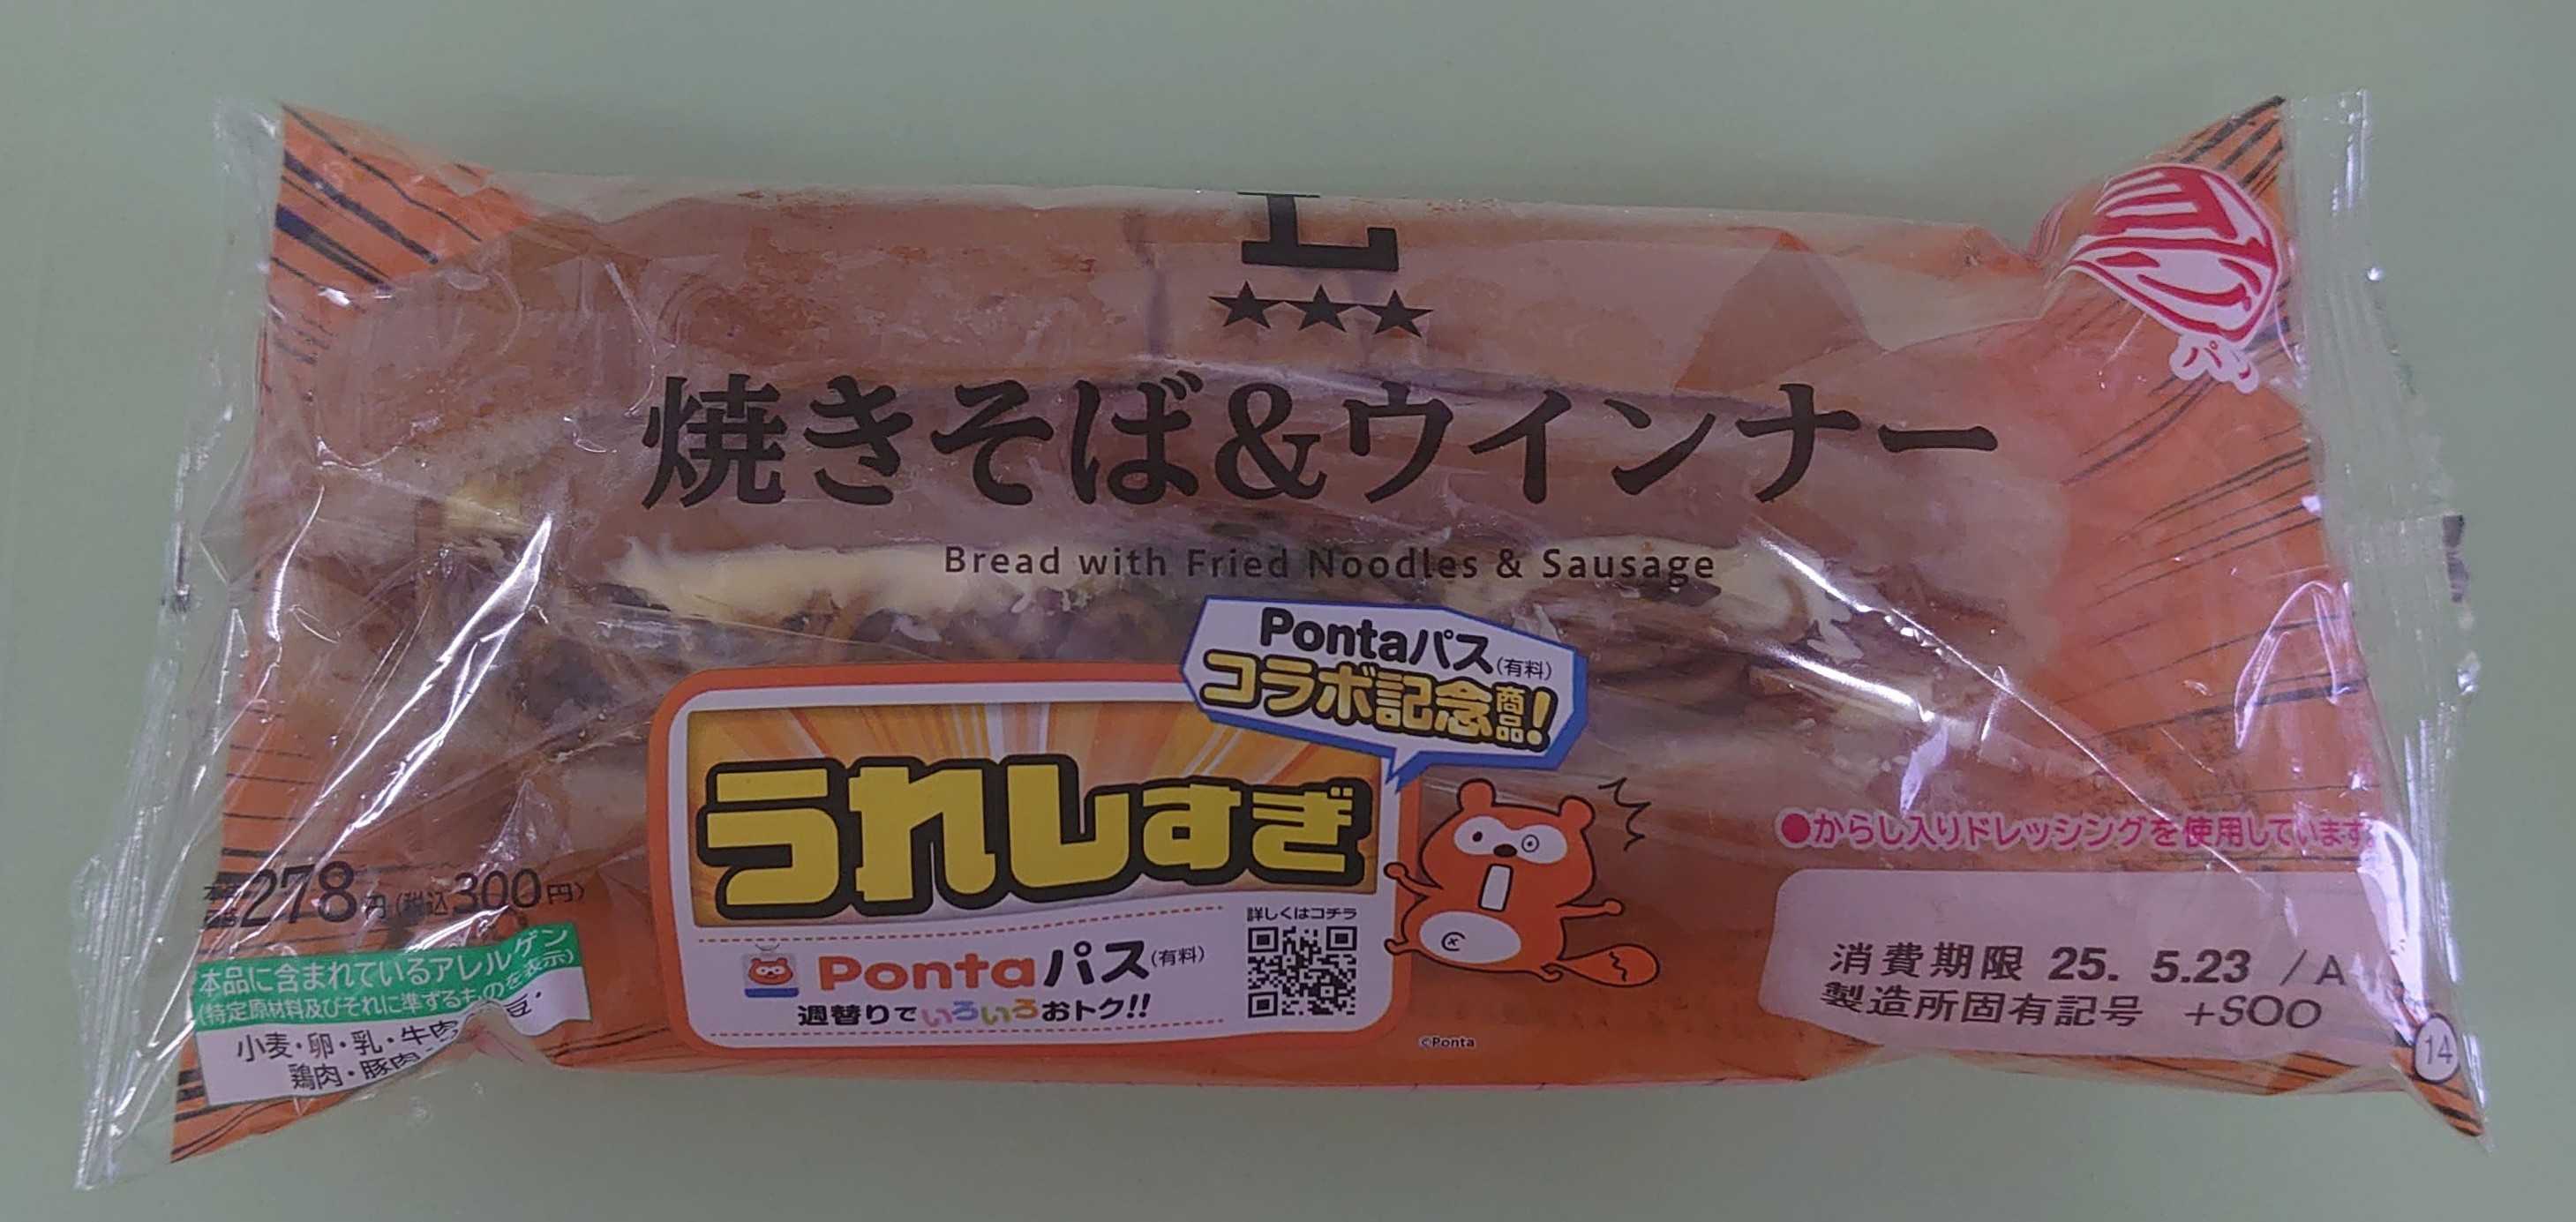 L
焼きそば&ウインナー
Bread with Fried Noodles & Sausage
Pontaパス(有料)
コラボ記念商品!
うれしすぎ
詳しくはコチラ
Pontaパス(有料)
週替りでいろいろおトク!!
©Ponta
278円(税込300円)
本品に含まれているアレルゲン
(特定原材料及びそれに準ずるものを表示)
小麦・卵・乳・牛肉
鶏肉・豚肉・
パン
●からし入りドレッシングを使用しています。
消費期限 25. 5.23 /A
製造所固有記号 +SOO
14